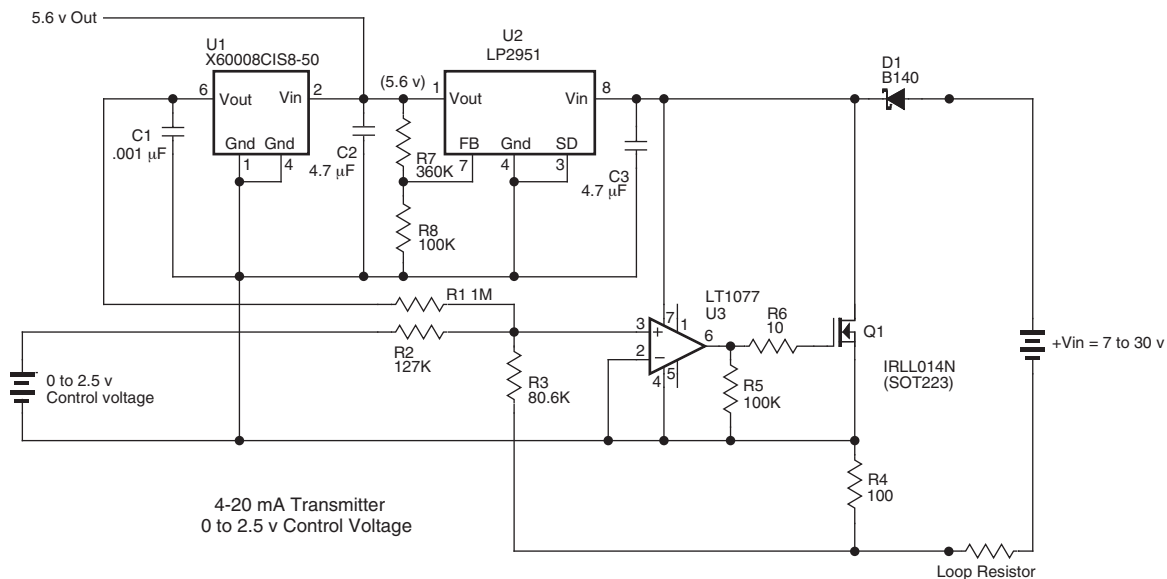 5.6 v Out
U1
X60008CIS8-50
6
Vout
Vin
2
Gnd
Gnd
1
4
C1
.001 µF
C2
4.7 µF
(5.6 v)
U2
LP2951
1
Vout
Vin
8
FB
Gnd
SD
7
4
3
R7
360K
R8
100K
C3
4.7 µF
D1
B140
R1 1M
R2
127K
R3
80.6K
LT1077
U3
3
+
2
–
7
1
6
4
5
R6
10
R5
100K
Q1
IRLL014N
(SOT223)
+Vin = 7 to 30 v
0 to 2.5 v
Control voltage
R4
100
4-20 mA Transmitter
0 to 2.5 v Control Voltage
Loop Resistor